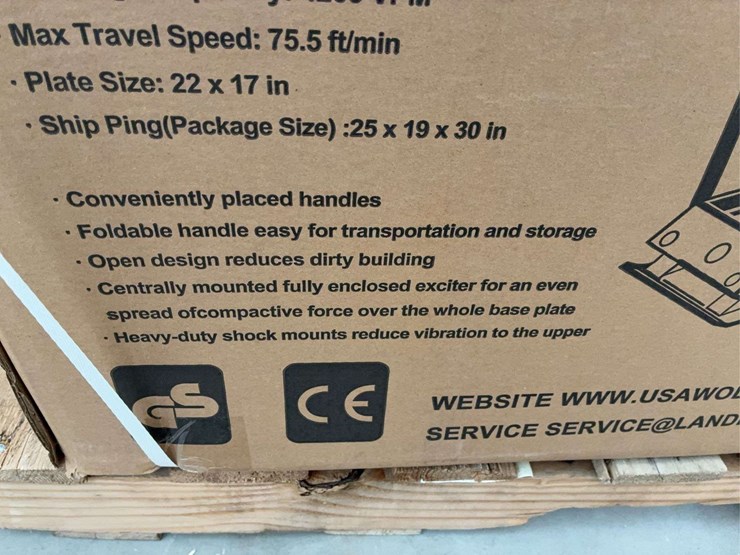 Max Travel Speed: 75.5 ft/min
· Plate Size: 22 x 17 in
· Ship Ping(Package Size) :25 x 19 x 30 in
· Conveniently placed handles
· Foldable handle easy for transportation and storage
· Open design reduces dirty building
· Centrally mounted fully enclosed exciter for an even
spread ofcompactive force over the whole base plate
· Heavy-duty shock mounts reduce vibration to the upper
GS
CE
WEBSITE WWW.USAWOL
SERVICE SERVICE@LAND